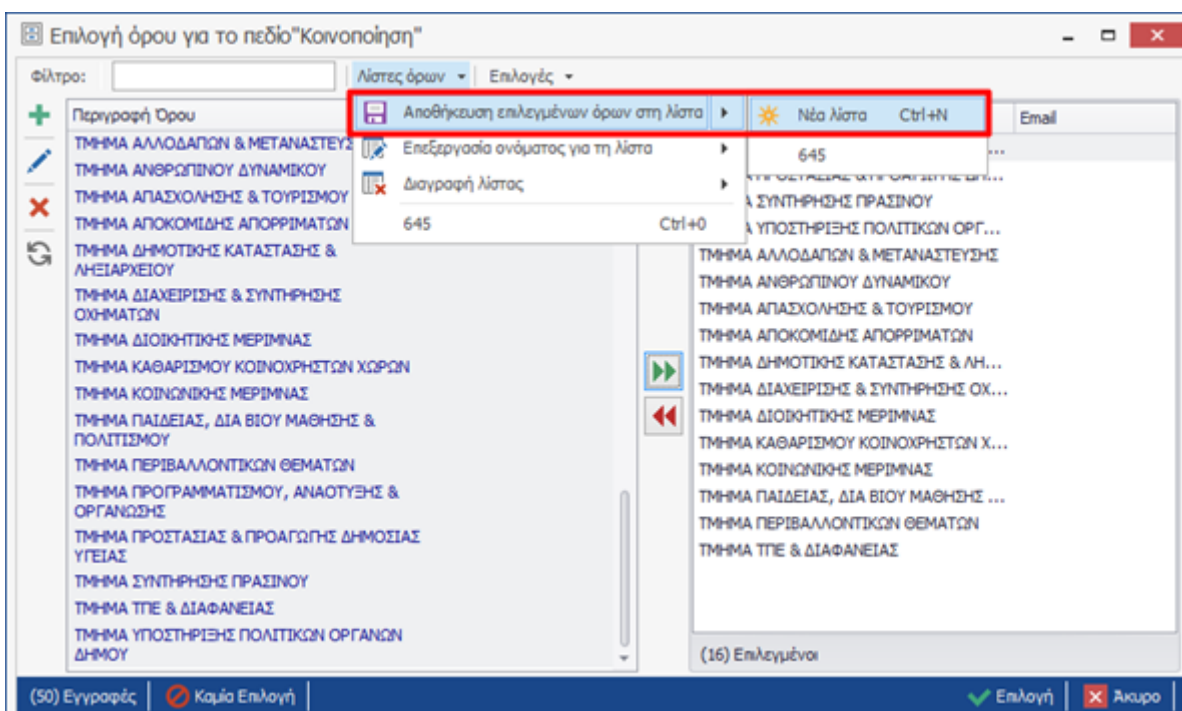 Επιλογή όρου για το πεδίο"Κοινοποίηση"
Φίλτρο:
Λίστες όρων
Επιλογές
Περιγραφή Όρου
Email
Αποθήκευση επιλεγμένων όρων στη λίστα
Νέα λίστα Ctrl+N
Επεξεργασία ονόματος για τη λίστα
645
Διαγραφή λίστας
645 Ctrl+0
ΤΜΗΜΑ ΑΛΛΟΔΑΠΩΝ & ΜΕΤΑΝΑΣΤΕΥΣ
ΤΜΗΜΑ ΑΝΘΡΩΠΙΝΟΥ ΔΥΝΑΜΙΚΟΥ
ΤΜΗΜΑ ΑΠΑΣΧΟΛΗΣΗΣ & ΤΟΥΡΙΣΜΟΥ
ΤΜΗΜΑ ΑΠΟΚΟΜΙΔΗΣ ΑΠΟΡΡΙΜΑΤΩΝ
ΤΜΗΜΑ ΔΗΜΟΤΙΚΗΣ ΚΑΤΑΣΤΑΣΗΣ &
ΛΗΞΙΑΡΧΕΙΟΥ
ΤΜΗΜΑ ΔΙΑΧΕΙΡΙΣΗΣ & ΣΥΝΤΗΡΗΣΗΣ
ΟΧΗΜΑΤΩΝ
ΤΜΗΜΑ ΔΙΟΙΚΗΤΙΚΗΣ ΜΕΡΙΜΝΑΣ
ΤΜΗΜΑ ΚΑΘΑΡΙΣΜΟΥ ΚΟΙΝΟΧΡΗΣΤΩΝ ΧΩΡΩΝ
ΤΜΗΜΑ ΚΟΙΝΩΝΙΚΗΣ ΜΕΡΙΜΝΑΣ
ΤΜΗΜΑ ΠΑΙΔΕΙΑΣ, ΔΙΑ ΒΙΟΥ ΜΑΘΗΣΗΣ &
ΠΟΛΙΤΙΣΜΟΥ
ΤΜΗΜΑ ΠΕΡΙΒΑΛΛΟΝΤΙΚΩΝ ΘΕΜΑΤΩΝ
ΤΜΗΜΑ ΠΡΟΓΡΑΜΜΑΤΙΣΜΟΥ, ΑΝΑΟΤΥΞΗΣ &
ΟΡΓΑΝΩΣΗΣ
ΤΜΗΜΑ ΠΡΟΣΤΑΣΙΑΣ & ΠΡΟΑΓΩΓΗΣ ΔΗΜΟΣΙΑΣ
ΥΓΕΙΑΣ
ΤΜΗΜΑ ΣΥΝΤΗΡΗΣΗΣ ΠΡΑΣΙΝΟΥ
ΤΜΗΜΑ ΤΠΕ & ΔΙΑΦΑΝΕΙΑΣ
ΤΜΗΜΑ ΥΠΟΣΤΗΡΙΞΗΣ ΠΟΛΙΤΙΚΩΝ ΟΡΓΑΝΩΝ
ΔΗΜΟΥ
Α ΣΥΝΤΗΡΗΣΗΣ ΠΡΑΣΙΝΟΥ
Α ΥΠΟΣΤΗΡΙΞΗΣ ΠΟΛΙΤΙΚΩΝ ΟΡΓ...
ΤΜΗΜΑ ΑΛΛΟΔΑΠΩΝ & ΜΕΤΑΝΑΣΤΕΥΣΗΣ
ΤΜΗΜΑ ΑΝΘΡΩΠΙΝΟΥ ΔΥΝΑΜΙΚΟΥ
ΤΜΗΜΑ ΑΠΑΣΧΟΛΗΣΗΣ & ΤΟΥΡΙΣΜΟΥ
ΤΜΗΜΑ ΑΠΟΚΟΜΙΔΗΣ ΑΠΟΡΡΙΜΑΤΩΝ
ΤΜΗΜΑ ΔΗΜΟΤΙΚΗΣ ΚΑΤΑΣΤΑΣΗΣ & ΛΗ...
ΤΜΗΜΑ ΔΙΑΧΕΙΡΙΣΗΣ & ΣΥΝΤΗΡΗΣΗΣ ΟΧ...
ΤΜΗΜΑ ΔΙΟΙΚΗΤΙΚΗΣ ΜΕΡΙΜΝΑΣ
ΤΜΗΜΑ ΚΑΘΑΡΙΣΜΟΥ ΚΟΙΝΟΧΡΗΣΤΩΝ Χ...
ΤΜΗΜΑ ΚΟΙΝΩΝΙΚΗΣ ΜΕΡΙΜΝΑΣ
ΤΜΗΜΑ ΠΑΙΔΕΙΑΣ, ΔΙΑ ΒΙΟΥ ΜΑΘΗΣΗΣ ...
ΤΜΗΜΑ ΠΕΡΙΒΑΛΛΟΝΤΙΚΩΝ ΘΕΜΑΤΩΝ
ΤΜΗΜΑ ΤΠΕ & ΔΙΑΦΑΝΕΙΑΣ
(16) Επιλεγμένοι
(50) Εγγραφές
Καμία Επιλογή
Επιλογή
Άκυρο